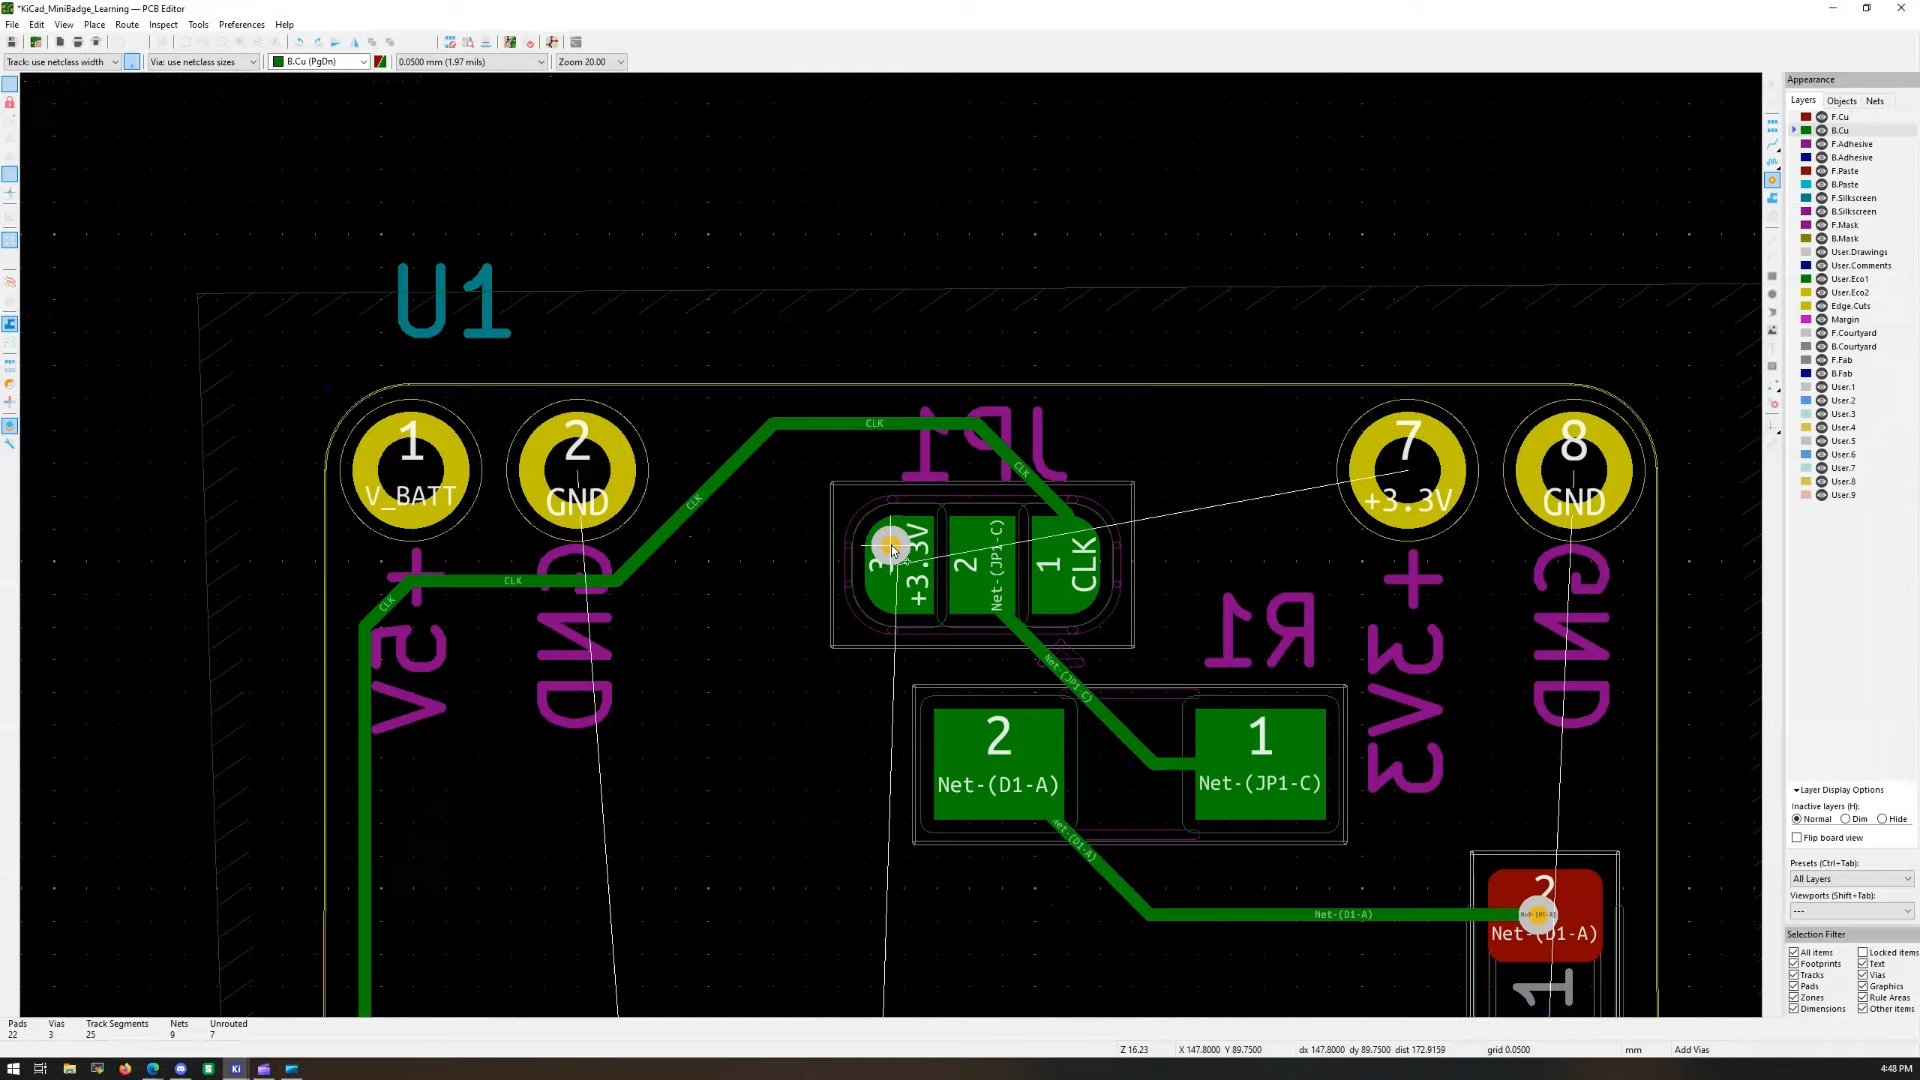 *KiCad_MiniBadge_Learning — PCB Editor
File Edit View Place Route Inspect Tools Preferences Help
Track: use netclass width Via: use netclass sizes B.Cu (PgDn) 0.0500 mm (1.97 mils) Zoom 20.00
Appearance
Layers Objects Nets
F.Cu
B.Cu
F.Adhesive
B.Adhesive
F.Paste
B.Paste
F.Silkscreen
B.Silkscreen
F.Mask
B.Mask
User.Drawings
User.Comments
User.Eco1
User.Eco2
Edge.Cuts
Margin
F.Courtyard
B.Courtyard
F.Fab
B.Fab
User.1
User.2
User.3
User.4
User.5
User.6
User.7
User.8
User.9
Layer Display Options
Inactive layers (H):
Normal Dim Hide
Flip board view
Presets (Ctrl+Tab):
All Layers
Viewports (Shift+Tab):
---
Selection Filter
All items Locked items
Footprints Text
Tracks Vias
Pads Graphics
Zones Rule Areas
Dimensions Other items
U1
1
V_BATT
2
GND
CLK
CLK
CLK
CLK
CLK
JP1
3
+3.3V
2
Net-(JP1-C)
1
CLK
7
+3.3V
8
GND
+5V
GND
R1
+3V3
GND
Net-(JP1-C)
2
Net-(D1-A)
1
Net-(JP1-C)
Net-(D1-A)
Net-(D1-A)
2
Net-(D1-A)
Net-(D1-A)
1
Pads Vias Track Segments Nets Unrouted
22 3 25 9 7
Z 16.23 X 147.8000 Y 89.7500 dx 147.8000 dy 89.7500 dist 172.9159 grid 0.0500 mm Add Vias
Ki
4:48 PM